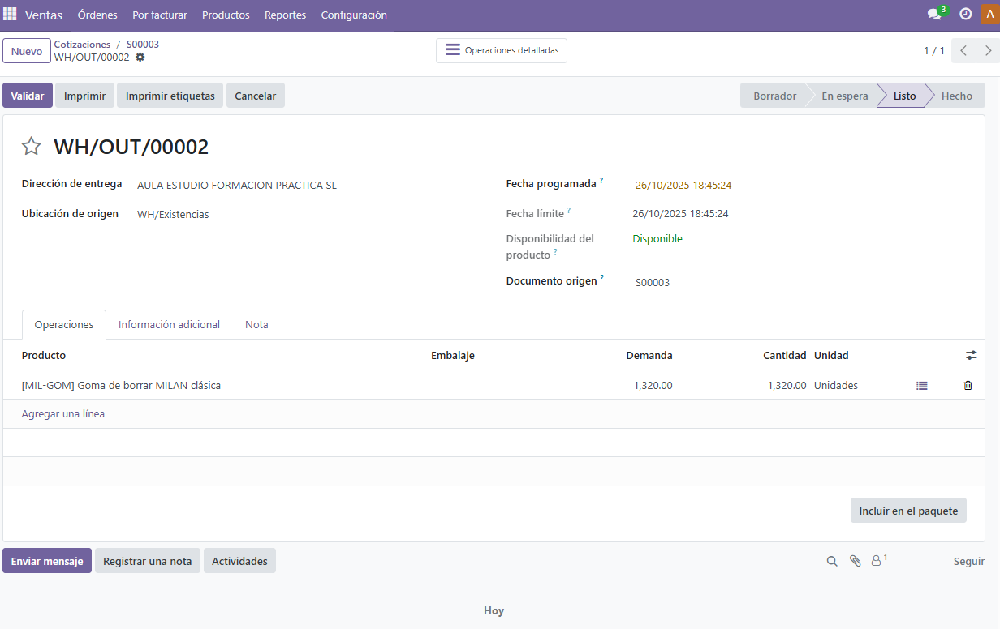 Ventas Órdenes Por facturar Productos Reportes Configuración 3 A
Nuevo Cotizaciones / S00003
WH/OUT/00002
Operaciones detalladas
1 / 1
Validar Imprimir Imprimir etiquetas Cancelar Borrador En espera Listo Hecho
WH/OUT/00002
Dirección de entrega AULA ESTUDIO FORMACION PRACTICA SL
Ubicación de origen WH/Existencias
Fecha programada ? 26/10/2025 18:45:24
Fecha límite ? 26/10/2025 18:45:24
Disponibilidad del Disponible
producto ?
Documento origen ? S00003
Operaciones Información adicional Nota
Producto Embalaje Demanda Cantidad Unidad
[MIL-GOM] Goma de borrar MILAN clásica 1,320.00 1,320.00 Unidades
Agregar una línea
Incluir en el paquete
Enviar mensaje Registrar una nota Actividades 1 Seguir
Hoy